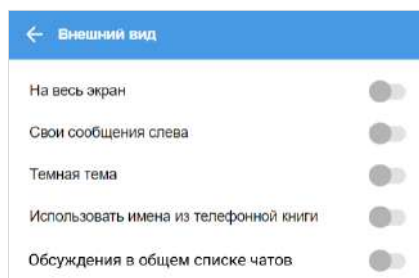 Внешний вид
На весь экран
Свои сообщения слева
Темная тема
Использовать имена из телефонной книги
Обсуждения в общем списке чатов